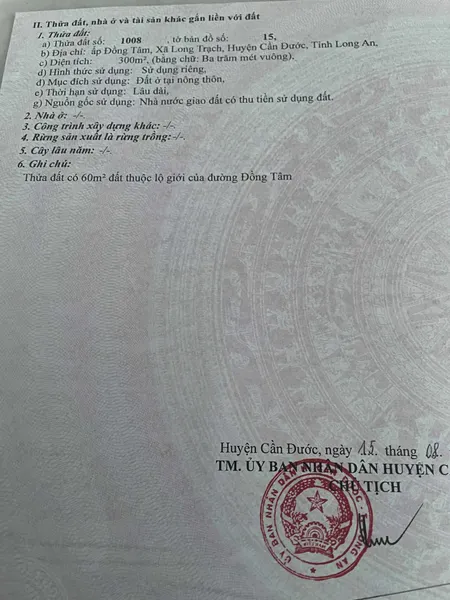 II. Thửa đất, nhà ở và tài sản khác gắn liền với đất
1. Thửa đất:
a) Thửa đất số: 1008 , tờ bản đồ số: 15,
b) Địa chỉ: ấp Đồng Tâm, Xã Long Trạch, Huyện Cần Đước, Tỉnh Long An,
c) Diện tích: 300m², (bằng chữ: Ba trăm mét vuông),
d) Hình thức sử dụng: Sử dụng riêng,
đ) Mục đích sử dụng: Đất ở tại nông thôn,
e) Thời hạn sử dụng: Lâu dài,
g) Nguồn gốc sử dụng: Nhà nước giao đất có thu tiền sử dụng đất.
2. Nhà ở: -/-
3. Công trình xây dựng khác: -/-.
4. Rừng sản xuất là rừng trồng: -/-.
5. Cây lâu năm: -/-.
6. Ghi chú:
Thửa đất có 60m² đất thuộc lộ giới của đường Đồng Tâm
Huyện Cần Đước, ngày 15. tháng 08.
TM. ỦY BAN NHÂN DÂN HUYỆN C
CHỦ TỊCH